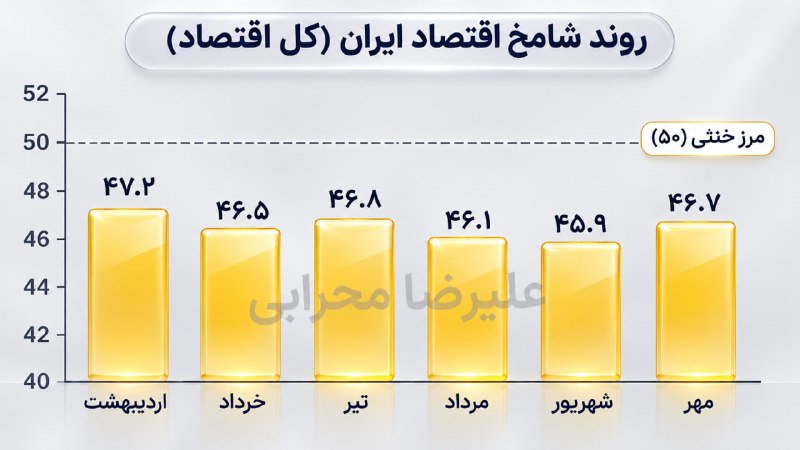 روند شامخ اقتصاد ایران (کل اقتصاد)
52
50
مرز خنثی (۵۰)
48
46
44
42
40
۴۷.۲
۴۶.۵
۴۶.۸
۴۶.۱
۴۵.۹
۴۶.۷
علیرضا محرابی
اردیبهشت
خرداد
تیر
مرداد
شهریور
مهر